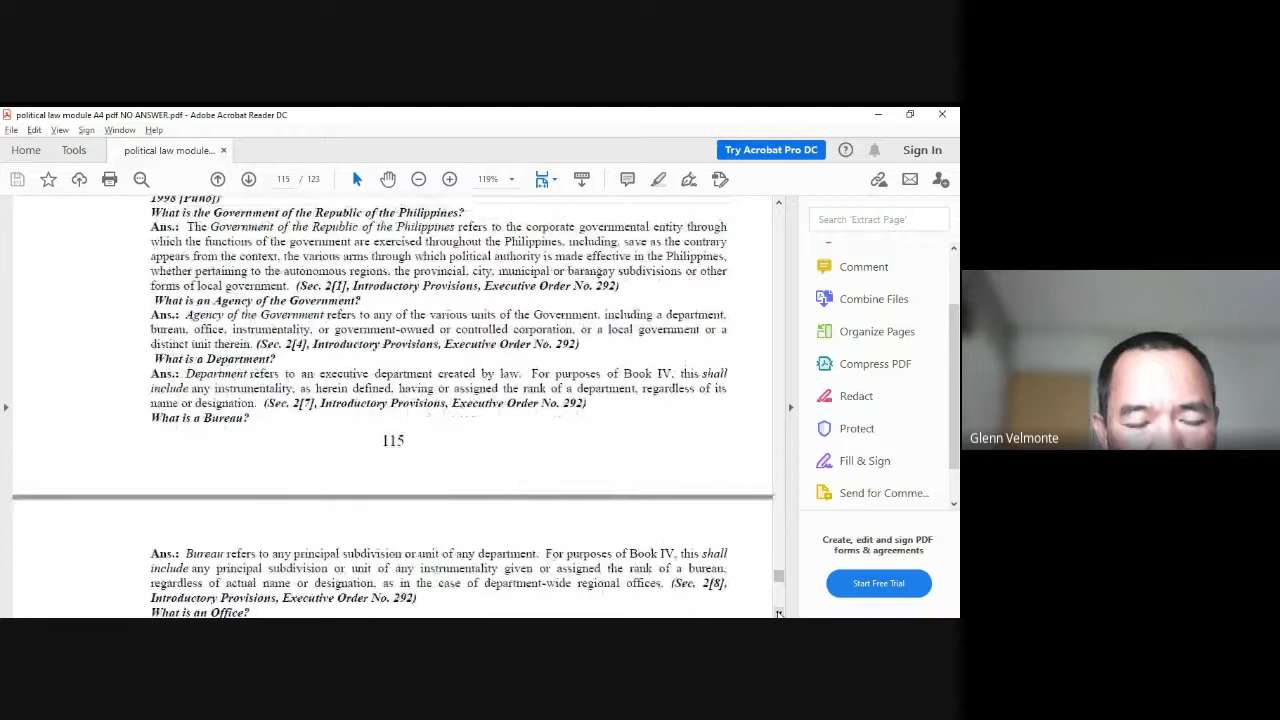 political law module A4 pdf NO ANSWER.pdf - Adobe Acrobat Reader DC
File Edit View Sign Window Help
Home Tools political law module... × Try Acrobat Pro DC Sign In
115 / 123 119%
1998 [Puno])
What is the Government of the Republic of the Philippines?
Ans.: The Government of the Republic of the Philippines refers to the corporate governmental entity through
which the functions of the government are exercised throughout the Philippines, including, save as the contrary
appears from the context, the various arms through which political authority is made effective in the Philippines,
whether pertaining to the autonomous regions, the provincial, city, municipal or barangay subdivisions or other
forms of local government. (Sec. 2[1], Introductory Provisions, Executive Order No. 292)
What is an Agency of the Government?
Ans.: Agency of the Government refers to any of the various units of the Government, including a department,
bureau, office, instrumentality, or government-owned or controlled corporation, or a local government or a
distinct unit therein. (Sec. 2[4], Introductory Provisions, Executive Order No. 292)
What is a Department?
Ans.: Department refers to an executive department created by law. For purposes of Book IV, this shall
include any instrumentality, as herein defined, having or assigned the rank of a department, regardless of its
name or designation. (Sec. 2[7], Introductory Provisions, Executive Order No. 292)
What is a Bureau?
115
Ans.: Bureau refers to any principal subdivision or unit of any department. For purposes of Book IV, this shall
include any principal subdivision or unit of any instrumentality given or assigned the rank of a bureau,
regardless of actual name or designation, as in the case of department-wide regional offices. (Sec. 2[8],
Introductory Provisions, Executive Order No. 292)
What is an Office?
Search 'Extract Page'
Comment
Combine Files
Organize Pages
Compress PDF
Redact
Protect
Fill & Sign
Send for Comme...
Create, edit and sign PDF
forms & agreements
Start Free Trial
Glenn Velmonte